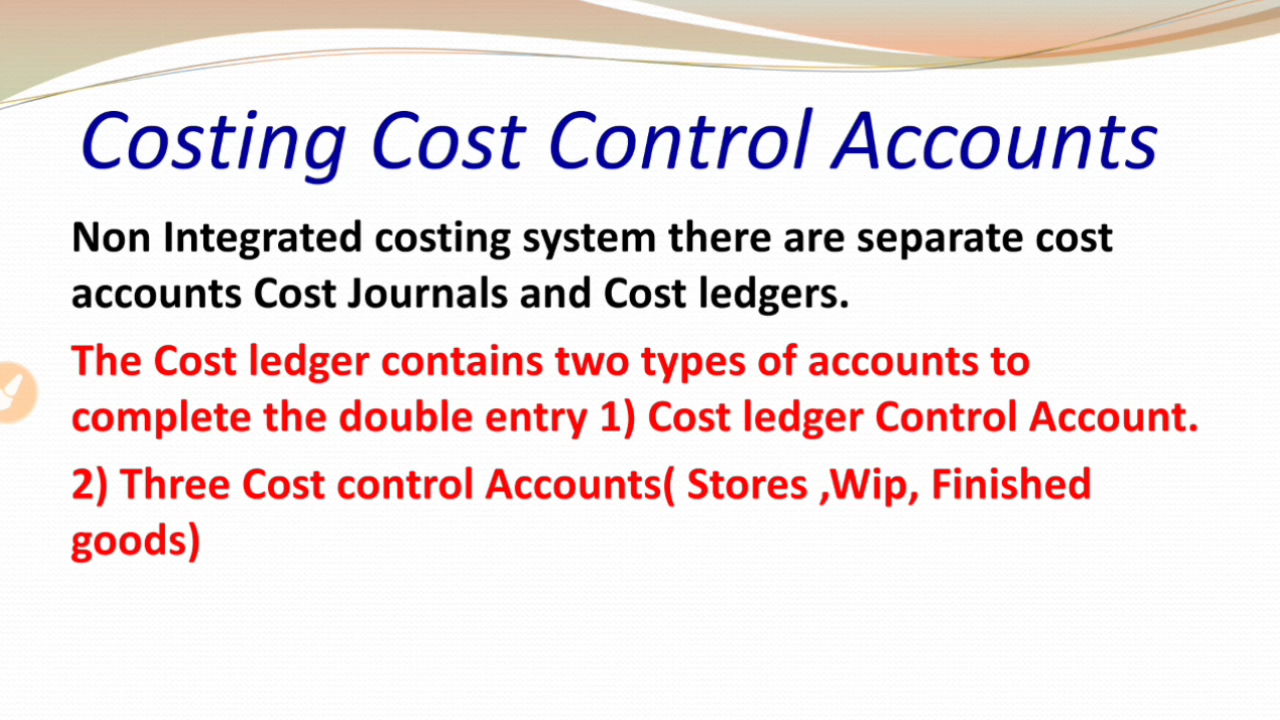 Costing Cost Control Accounts
Non Integrated costing system there are separate cost
accounts Cost Journals and Cost ledgers.
The Cost ledger contains two types of accounts to
complete the double entry 1) Cost ledger Control Account.
2) Three Cost control Accounts( Stores ,Wip, Finished
goods)